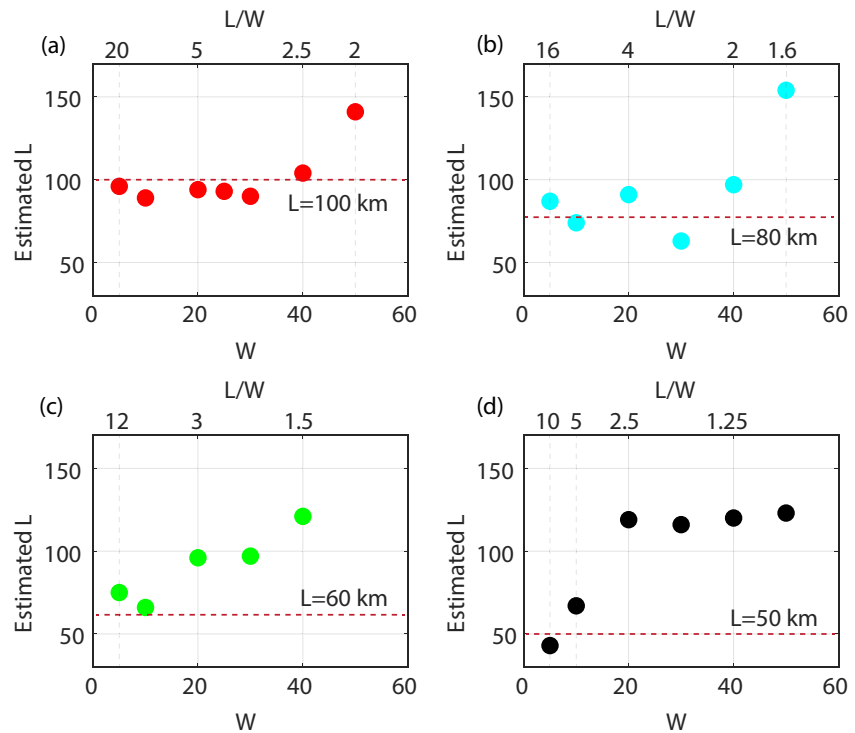 (a)
L/W
20 5 2.5 2
150
100
50
Estimated L
L=100 km
0 20 40 60
W
(b)
L/W
16 4 2 1.6
150
100
50
Estimated L
L=80 km
0 20 40 60
W
(c)
L/W
12 3 1.5
150
100
50
Estimated L
L=60 km
0 20 40 60
W
(d)
L/W
10 5 2.5 1.25
150
100
50
Estimated L
L=50 km
0 20 40 60
W